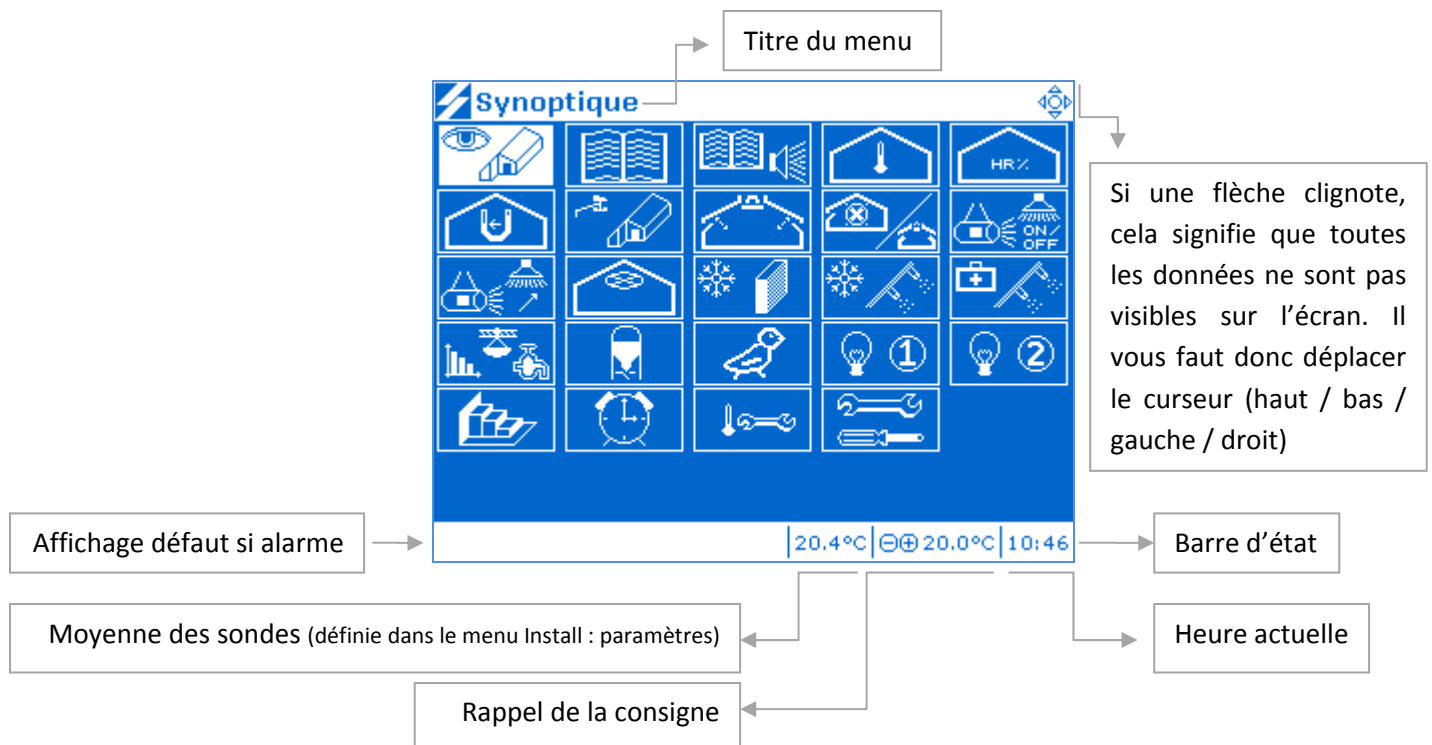 Titre du menu
Synoptique
HR%
ON/
OFF
1
2
Si une flèche clignote,
cela signifie que toutes
les données ne sont pas
visibles sur l’écran. Il
vous faut donc déplacer
le curseur (haut / bas /
gauche / droit)
Affichage défaut si alarme
20.4°C ⊖⊕ 20.0°C 10:46
Barre d’état
Moyenne des sondes (définie dans le menu Install : paramètres)
Heure actuelle
Rappel de la consigne